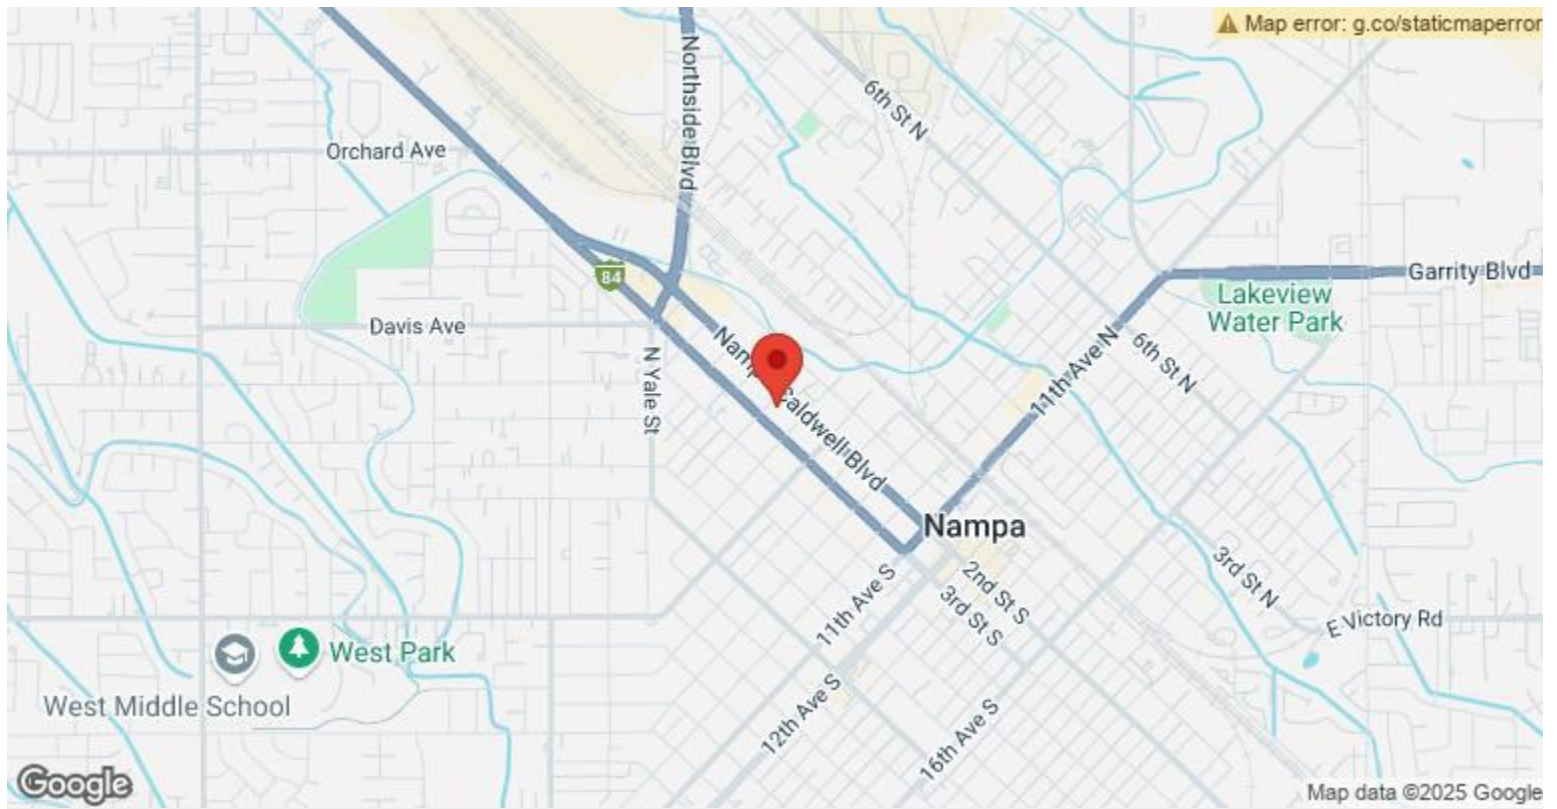 Map error: g.co/staticmaperror
Northside Blvd
6th St N
Orchard Ave
Garrity Blvd
84
Lakeview
Water Park
Davis Ave
Nampa Caldwell Blvd
N Yale St
11th Ave N
6th St N
Nampa
2nd St S
3rd St N
11th Ave S
3rd St S
E Victory Rd
West Park
West Middle School
12th Ave S
16th Ave S
Google
Map data ©2025 Google